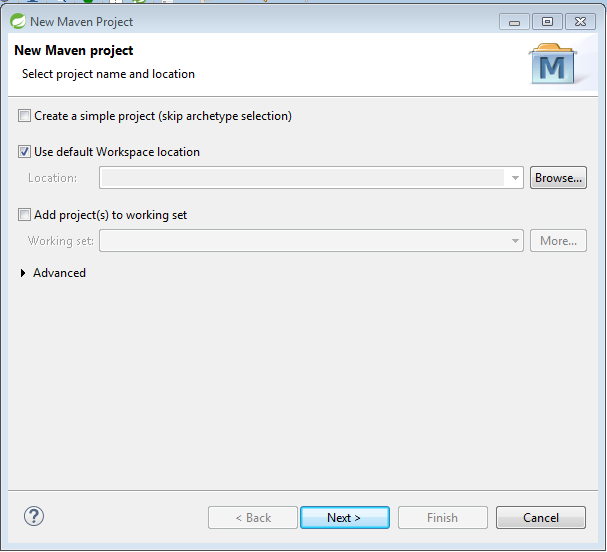 New Maven Project
New Maven project
Select project name and location
M
Create a simple project (skip archetype selection)
Use default Workspace location
Location:
Browse...
Add project(s) to working set
Working set:
More...
Advanced
?
< Back
Next >
Finish
Cancel